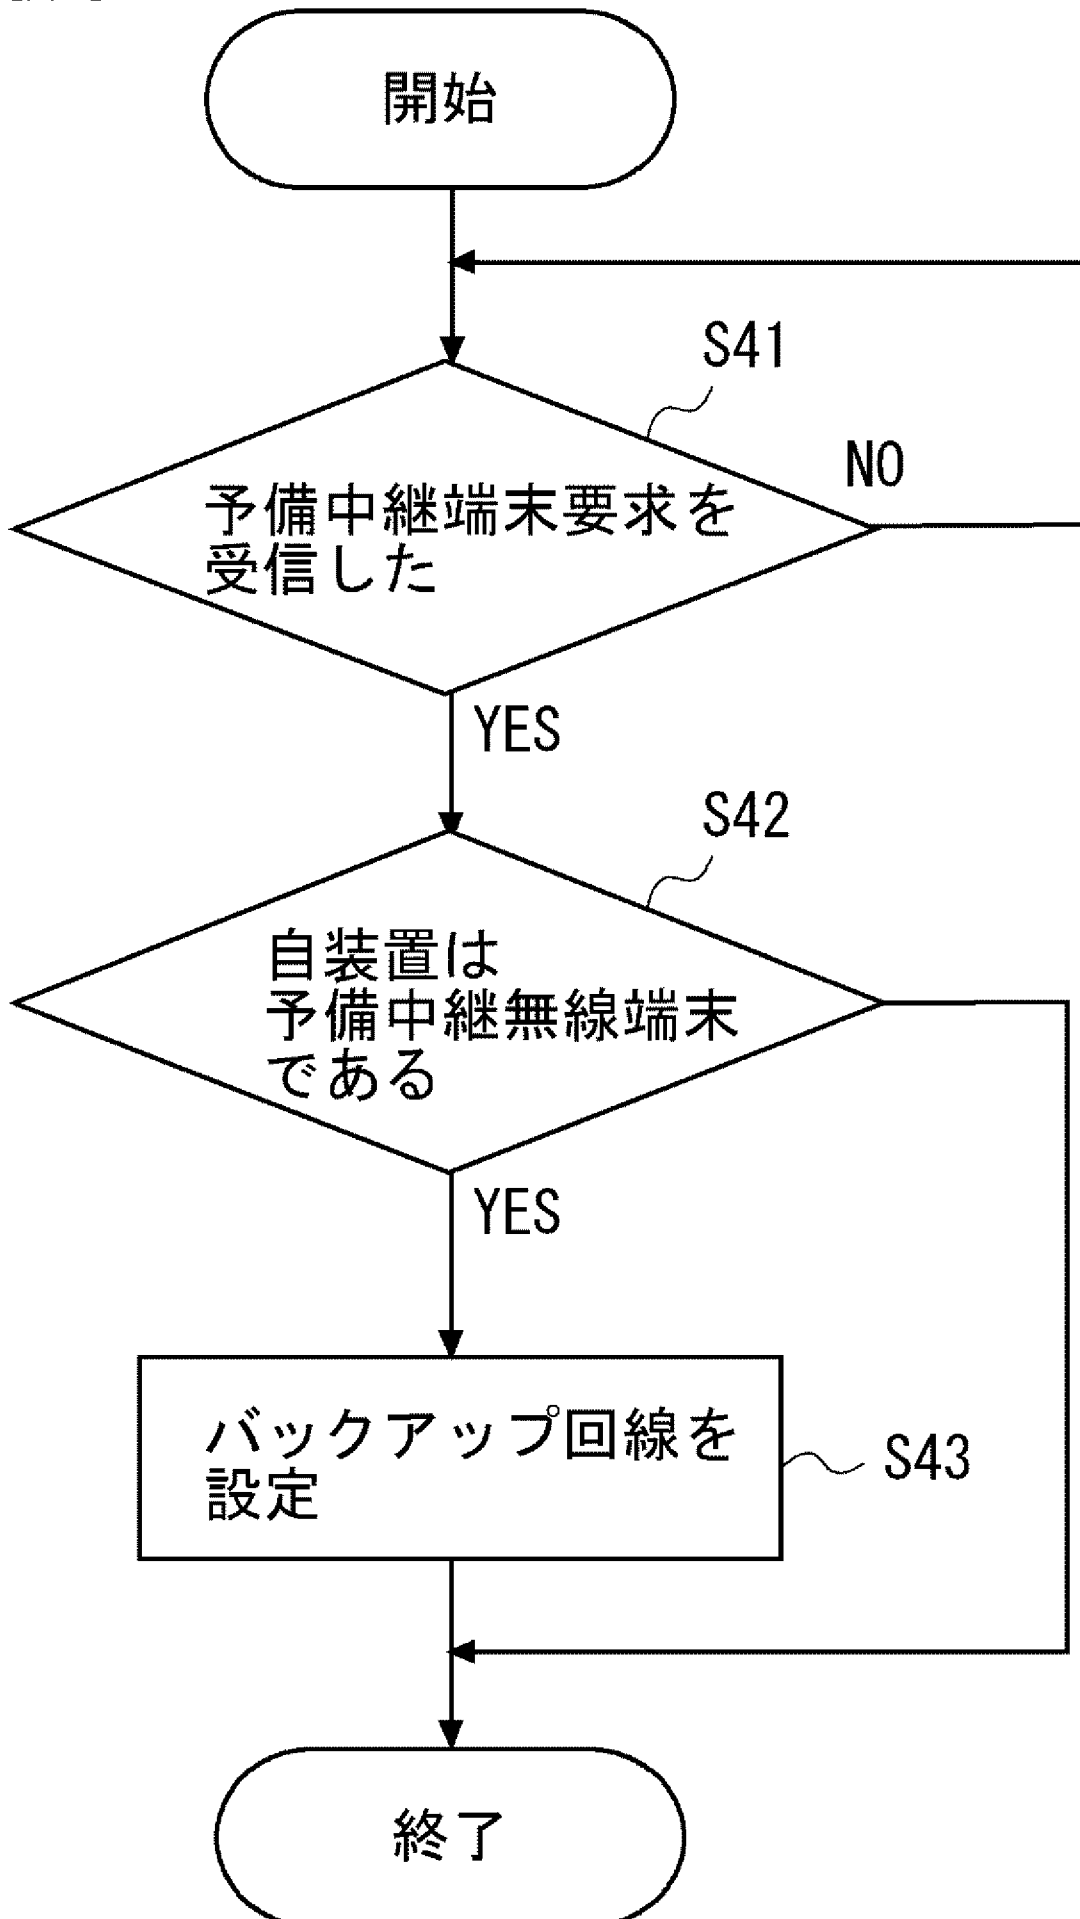 開始
S41
NO
予備中継端末要求を
受信した
YES
S42
自装置は
予備中継無線端末
である
YES
バックアップ回線を
設定
S43
終了